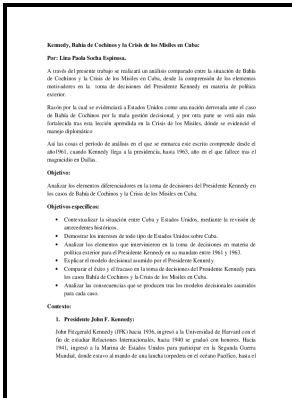 Kennedy, Bahía de Cochinos y la Crisis de los Misiles en Cuba:
Por: Lina Paola Socha Espinosa.
A través del presente trabajo se realizará un análisis comparado entre la situación de Bahía
de Cochinos y la Crisis de los Misiles en Cuba, desde la comprensión de los elementos
motivadores en la toma de decisiones del Presidente Kennedy en materia de política
exterior.
Razón por la cual se evidenciará a Estados Unidos como una nación derrotada ante el caso
de Bahía de Cochinos por la mala gestión decisional, y por otra parte se verá aún más
fortalecida tras esta lección aprendida en la Crisis de los Misiles, dónde se evidenció el
manejo diplomático
Así las cosas el período de análisis en el que se enmarca este escrito comprende desde el
año1961, cuando Kennedy llega a la presidencia, hasta 1963, año en el que fallece tras el
magnicidio en Dallas.
Objetivo:
Analizar los elementos diferenciadores en la toma de decisiones del Presidente Kennedy en
los casos de Bahía de Cochinos y la Crisis de los Misiles en Cuba.
Objetivos específicos:
• Contextualizar la situación entre Cuba y Estados Unidos, mediante la revisión de
antecedentes históricos.
• Demostrar los intereses de todo tipo de Estados Unidos sobre Cuba.
• Analizar los elementos que intervinieron en la toma de decisiones en materia de
política exterior para el Presidente Kennedy en su mandato entre 1961 y 1963.
• Explicar el modelo decisional asumido por el Presidente Kennedy.
• Comparar el éxito y el fracaso en la toma de decisiones del Presidente Kennedy para
los casos Bahía de Cochinos y la Crisis de los Misiles en Cuba.
• Analizar las consecuencias que se producen tras los modelos decisionales asumidos
para cada caso.
Contexto:
1. Presidente John F. Kennedy:
John Fitzgerald Kennedy (JFK) hacia 1936, ingresó a la Universidad de Harvard con el
fin de estudiar Relaciones Internacionales, hacia 1940 se graduó con honores. Hacia
1941, ingresó a la Marina de Estados Unidos para participar en la Segunda Guerra
Mundial, donde estuvo al mando de una lancha torpedera en el océano Pacífico, hasta el